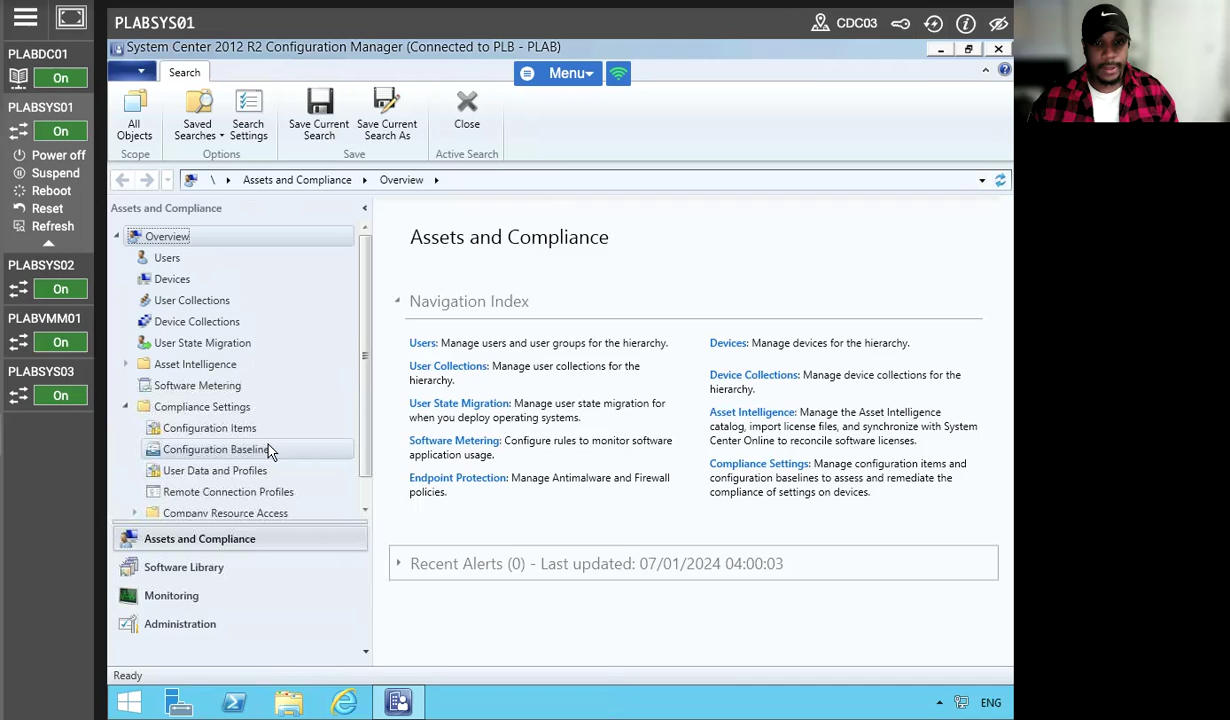 PLABSYS01
CDC03
PLABDC01
On
PLABSYS01
On
Power off
Suspend
Reboot
Reset
Refresh
PLABSYS02
On
PLABVMM01
On
PLABSYS03
On
System Center 2012 R2 Configuration Manager (Connected to PLB - PLAB)
Search
Menu
All Objects
Saved Searches
Search Settings
Save Current Search
Save Current Search As
Close
Scope
Options
Save
Active Search
\ Assets and Compliance Overview
Assets and Compliance
Overview
Users
Devices
User Collections
Device Collections
User State Migration
Asset Intelligence
Software Metering
Compliance Settings
Configuration Items
Configuration Baseline
User Data and Profiles
Remote Connection Profiles
Company Resource Access
Assets and Compliance
Software Library
Monitoring
Administration
Assets and Compliance
Navigation Index
Users: Manage users and user groups for the hierarchy.
User Collections: Manage user collections for the
hierarchy.
User State Migration: Manage user state migration for
when you deploy operating systems.
Software Metering: Configure rules to monitor software
application usage.
Endpoint Protection: Manage Antimalware and Firewall
policies.
Devices: Manage devices for the hierarchy.
Device Collections: Manage device collections for the
hierarchy.
Asset Intelligence: Manage the Asset Intelligence
catalog, import license files, and synchronize with System
Center Online to reconcile software licenses.
Compliance Settings: Manage configuration items and
configuration baselines to assess and remediate the
compliance of settings on devices.
Recent Alerts (0) - Last updated: 07/01/2024 04:00:03
Ready
ENG